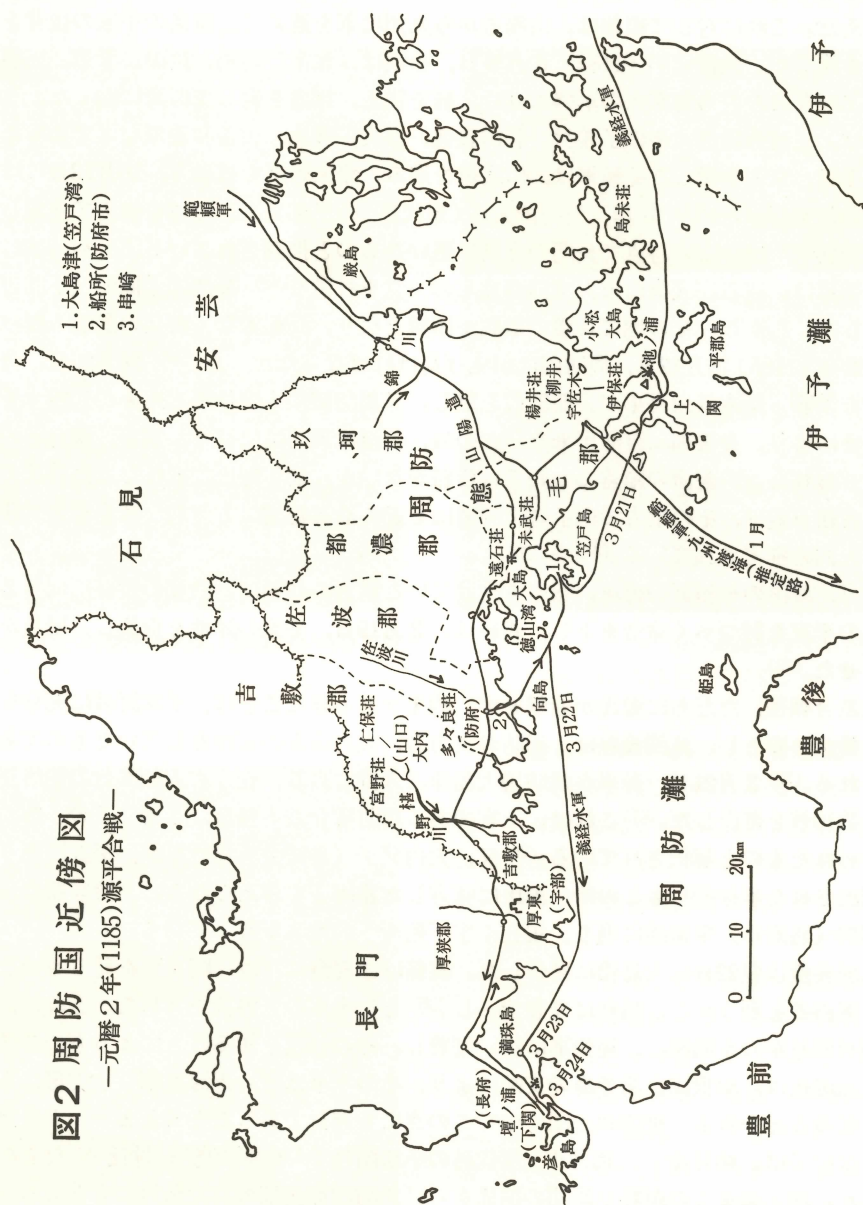 図2 周防国近傍図
―元暦2年(1185)源平合戦―
1.大島津(笠戸湾)
2.船所(防府市)
3.串崎
石見
安芸
長門
周防
伊予
伊予灘
周防灘
豊前
豊後
範頼軍
厳島
錦川
玖珂郡
都濃郡
佐波郡
佐波川
吉敷郡
山陽道
熊毛郡
島末荘
小松
大島
楊井荘
(柳井)
宇佐木
伊保荘
池ノ浦
上ノ関
平郡島
義経水軍
遠石荘
末武荘
大島
1
笠戸島
徳山湾
3月21日
範頼軍九州渡海(推定路)
1月
姫島
仁保荘
宮野荘
(山口)
大内
多々良荘
(防府)
2
向島
3月22日
義経水軍
椹野川
吉敷郡
厚東
(宇部)
厚狭郡
満珠島
3月23日
3月24日
(長府)
壇ノ浦
(下関)
彦島
0 10 20km